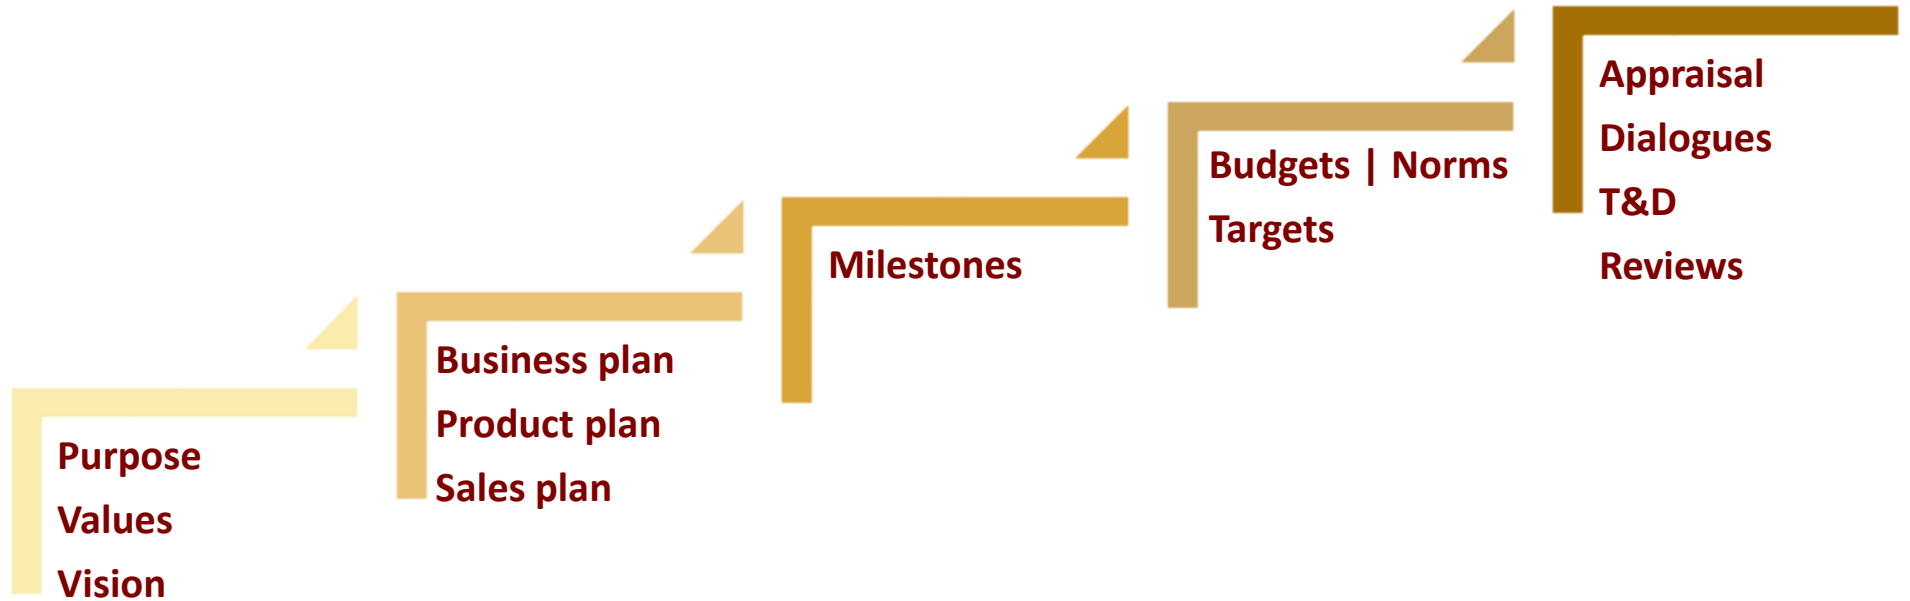 Purpose
Values
Vision
Business plan
Product plan
Sales plan
Milestones
Budgets | Norms
Targets
Appraisal
Dialogues
T&D
Reviews